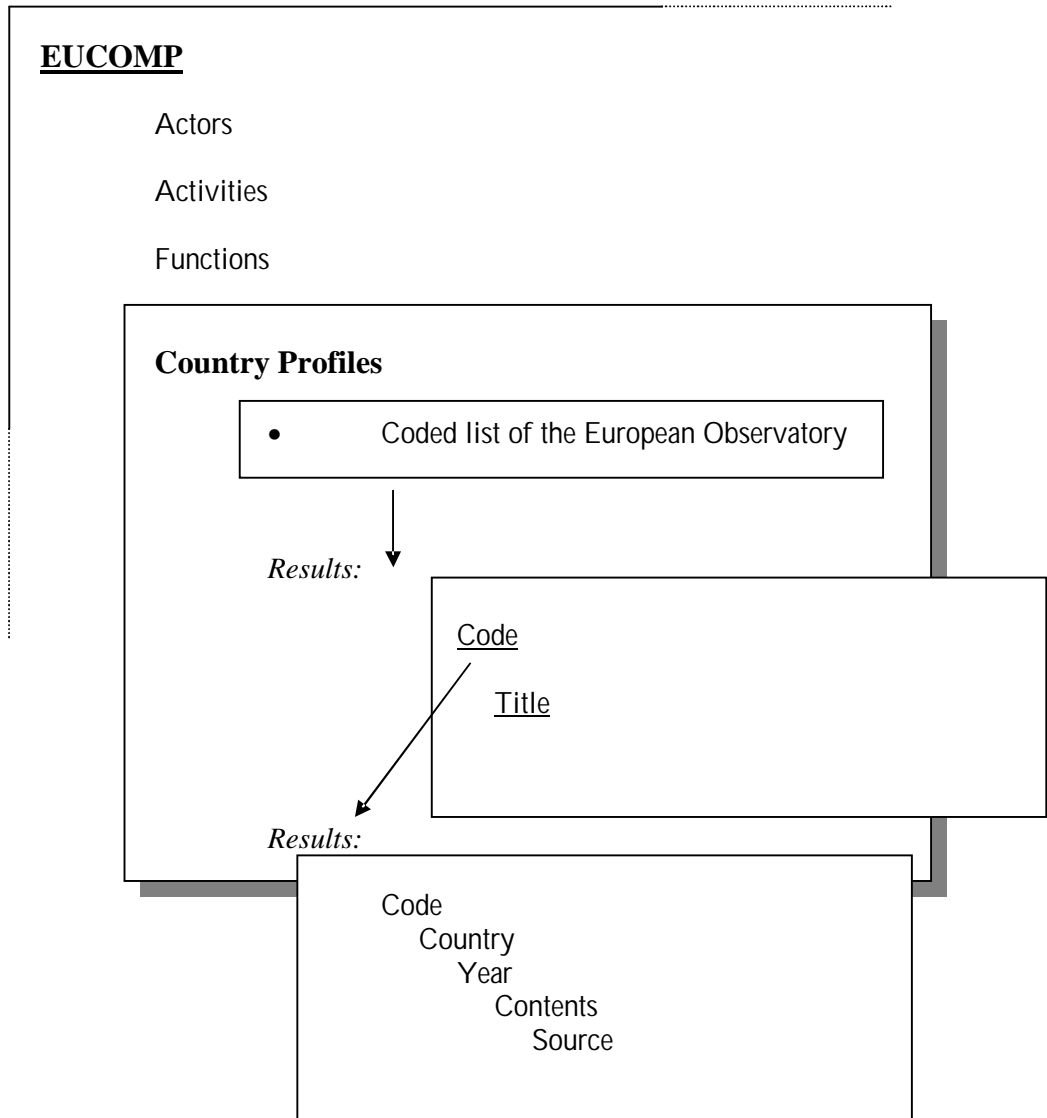 EUCOMP
Actors
Activities
Functions
Country Profiles
• Coded list of the European Observatory
Results:
Code
Title
Results:
Code
Country
Year
Contents
Source